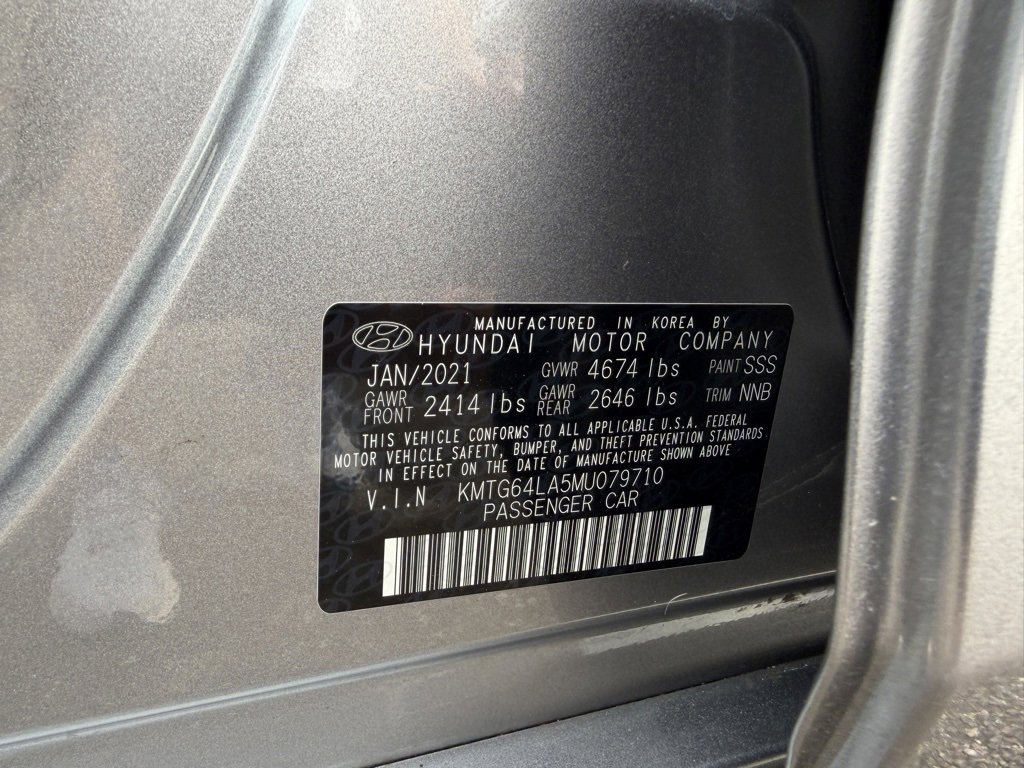 MANUFACTURED IN KOREA BY
HYUNDAI MOTOR COMPANY
JAN/2021 GVWR 4674 lbs PAINT SSS
GAWR FRONT 2414 lbs GAWR REAR 2646 lbs TRIM NNB
THIS VEHICLE CONFORMS TO ALL APPLICABLE U.S.A. FEDERAL
MOTOR VEHICLE SAFETY, BUMPER, AND THEFT PREVENTION STANDARDS
IN EFFECT ON THE DATE OF MANUFACTURE SHOWN ABOVE
V.I.N KMTG64LA5MU079710
PASSENGER CAR